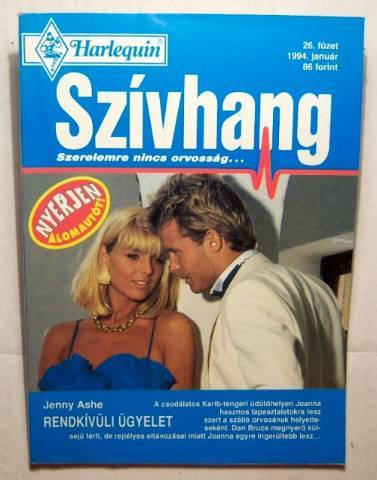 Harlequin®
26. füzet
1994. január
86 forint
Szívhang
Szerelemre nincs orvosság...
NYERJEN
ÁLOMAUTÓT!
Jenny Ashe
RENDKÍVÜLI ÜGYELET
A csodálatos Karib-tengeri üdülőhelyen Joanna
hasznos tapasztalatokra tesz
szert a szálló orvosának helyette-
seként. Dan Bruce megnyerő kül-
sejű férfi, de rejtélyes eltávozásai miatt Joanna egyre ingerültebb lesz...